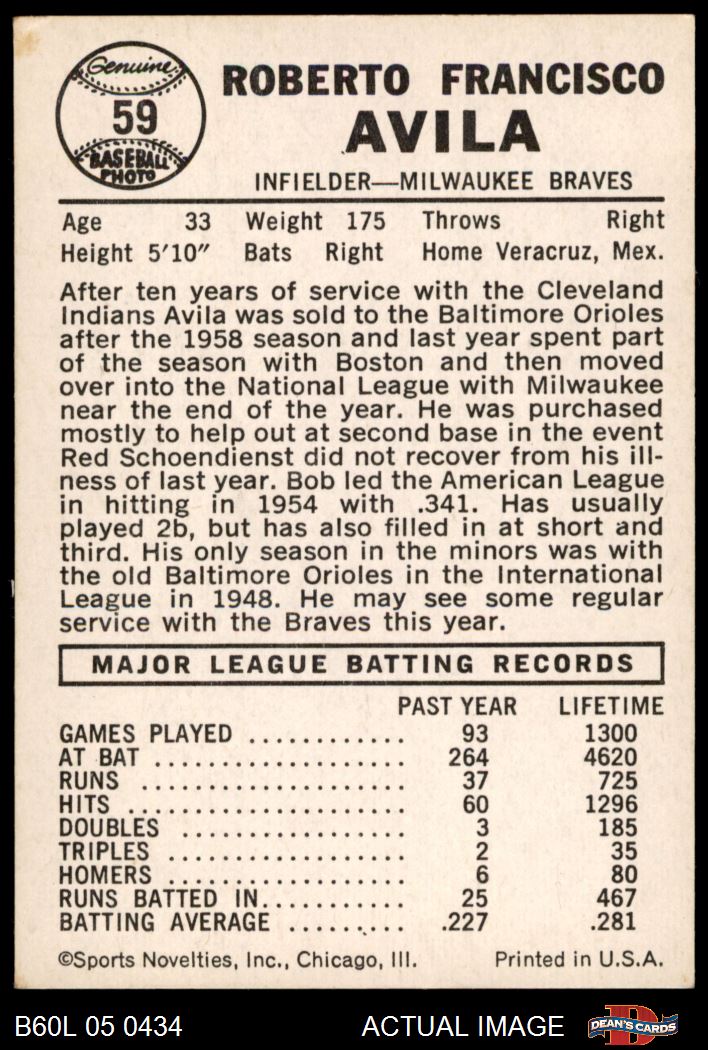 Genuine
59
BASEBALL
PHOTO
ROBERTO FRANCISCO
AVILA
INFIELDER—MILWAUKEE BRAVES
Age 33 Weight 175 Throws Right
Height 5'10" Bats Right Home Veracruz, Mex.
After ten years of service with the Cleveland
Indians Avila was sold to the Baltimore Orioles
after the 1958 season and last year spent part
of the season with Boston and then moved
over into the National League with Milwaukee
near the end of the year. He was purchased
mostly to help out at second base in the event
Red Schoendienst did not recover from his ill-
ness of last year. Bob led the American League
in hitting in 1954 with .341. Has usually
played 2b, but has also filled in at short and
third. His only season in the minors was with
the old Baltimore Orioles in the International
League in 1948. He may see some regular
service with the Braves this year.
MAJOR LEAGUE BATTING RECORDS
PAST YEAR LIFETIME
GAMES PLAYED ............ 93 1300
AT BAT .................... 264 4620
RUNS ..................... 37 725
HITS ...................... 60 1296
DOUBLES ................. 3 185
TRIPLES .................. 2 35
HOMERS .................. 6 80
RUNS BATTED IN........... 25 467
BATTING AVERAGE ......... .227 .281
©Sports Novelties, Inc., Chicago, Ill. Printed in U.S.A.
B60L 05 0434 ACTUAL IMAGE DEAN'S CARDS